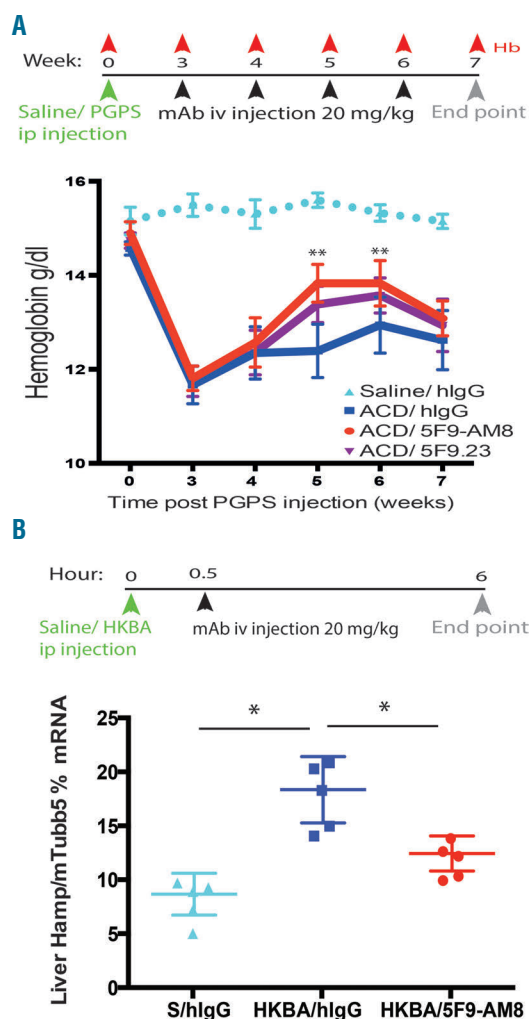 A
Hb
Week: 0 3 4 5 6 7
Saline/ PGPS
ip injection
mAb iv injection 20 mg/kg
End point
Hemoglobin g/dl
16
14
12
10
** **
Saline/ hIgG
ACD/ hIgG
ACD/ 5F9-AM8
ACD/ 5F9.23
0 3 4 5 6 7
Time post PGPS injection (weeks)
B
Hour: 0 0.5 6
Saline/ HKBA
ip injection
mAb iv injection 20 mg/kg
End point
Liver Hamp/mTubb5 % mRNA
25
20
15
10
5
0
* *
S/hIgG HKBA/hIgG HKBA/5F9-AM8